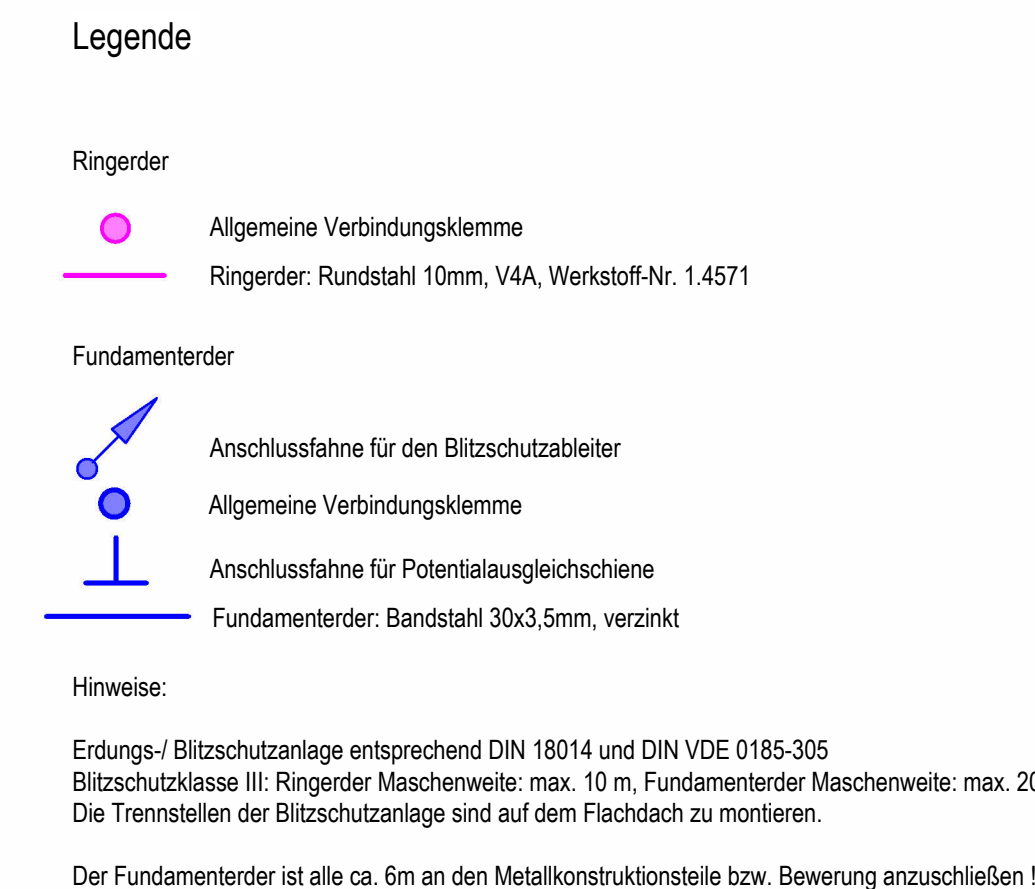 Legende
Ringerder
Allgemeine Verbindungsklemme
Ringerder: Rundstahl 10mm, V4A, Werkstoff-Nr. 1.4571
Fundamenterder
Anschlussfahne für den Blitzschutzableiter
Allgemeine Verbindungsklemme
Anschlussfahne für Potentialausgleichschiene
Fundamenterder: Bandstahl 30x3,5mm, verzinkt
Hinweise:
Erdungs-/ Blitzschutzanlage entsprechend DIN 18014 und DIN VDE 0185-305
Blitzschutzklasse III: Ringerder Maschenweite: max. 10 m, Fundamenterder Maschenweite: max.
Die Trennstellen der Blitzschutzanlage sind auf dem Flachdach zu montieren.
Der Fundamenterder ist alle ca. 6m an den Metallkonstruktionsteile bzw. Bewerung anzuschließen